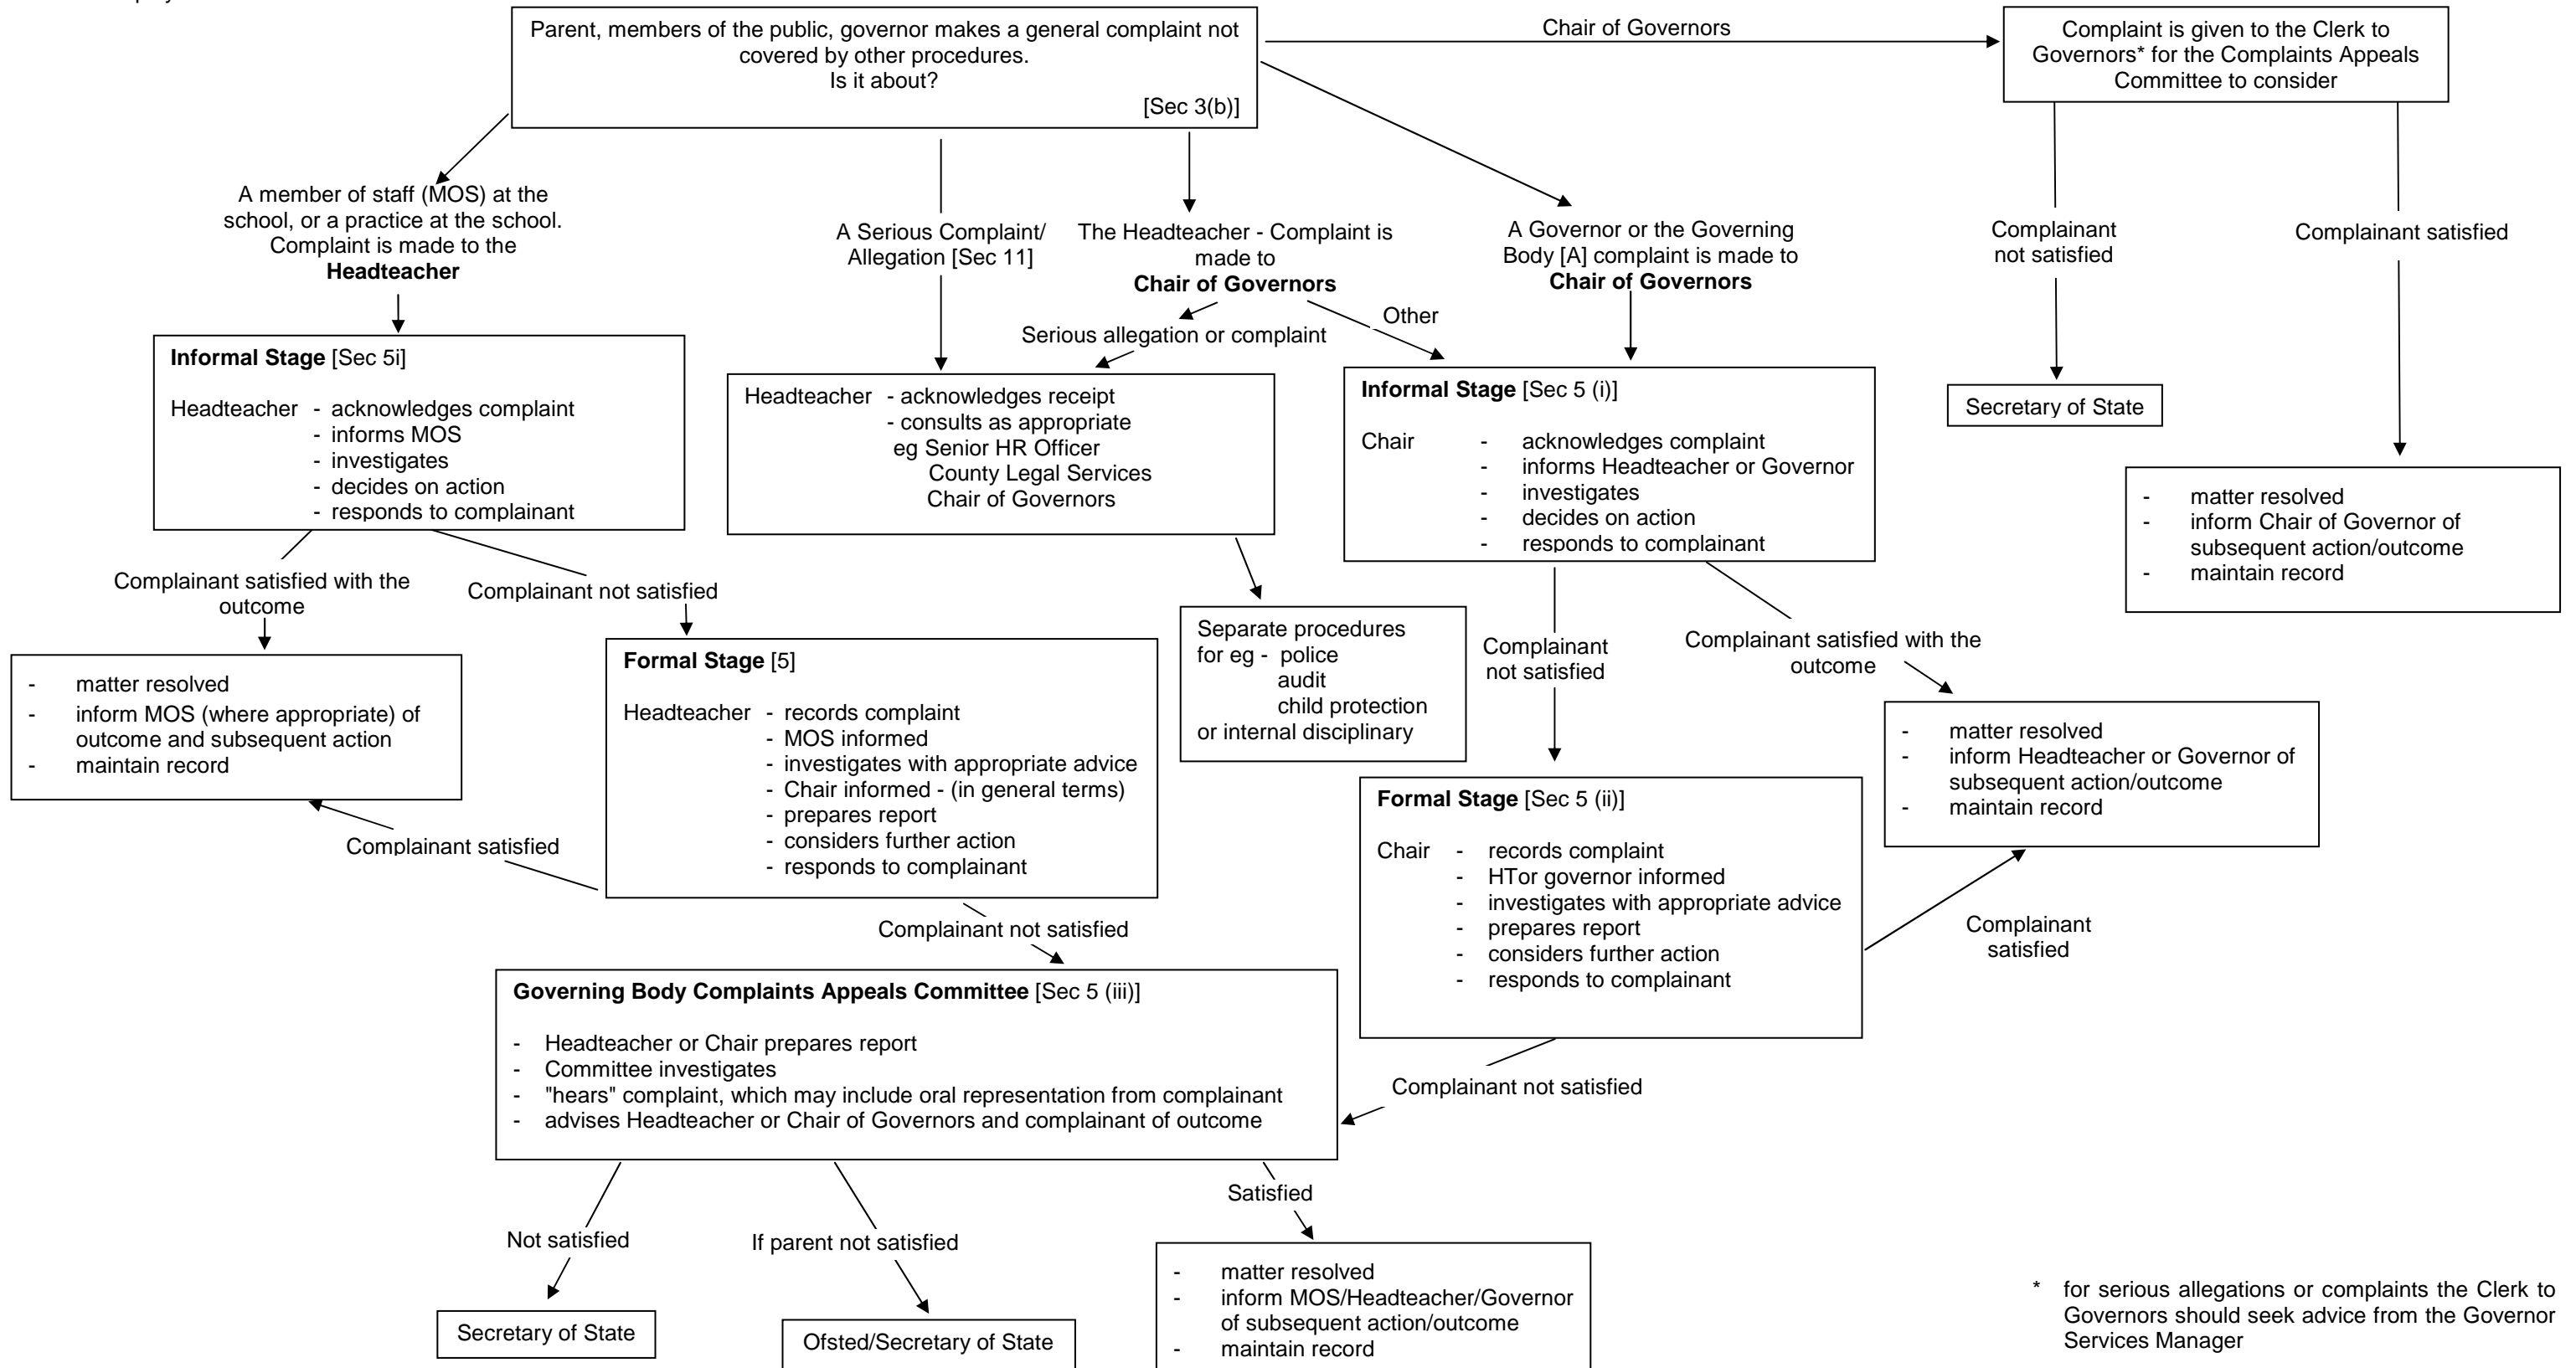 Parent, members of the public, governor makes a general complaint not
covered by other procedures.
Is it about?
[Sec 3(b)]
Chair of Governors
Complaint is given to the Clerk to
Governors* for the Complaints Appeals
Committee to consider
A member of staff (MOS) at the
school, or a practice at the school.
Complaint is made to the
Headteacher
A Serious Complaint/
Allegation [Sec 11]
The Headteacher - Complaint is
made to
Chair of Governors
A Governor or the Governing
Body [A] complaint is made to
Chair of Governors
Complainant
not satisfied
Complainant satisfied
Serious allegation or complaint
Other
Informal Stage [Sec 5i]
Headteacher - acknowledges complaint
- informs MOS
- investigates
- decides on action
- responds to complainant
Headteacher - acknowledges receipt
- consults as appropriate
eg Senior HR Officer
County Legal Services
Chair of Governors
Informal Stage [Sec 5 (i)]
Chair - acknowledges complaint
- informs Headteacher or Governor
- investigates
- decides on action
- responds to complainant
Secretary of State
- matter resolved
- inform Chair of Governor of
subsequent action/outcome
- maintain record
Complainant satisfied with the
outcome
Complainant not satisfied
Separate procedures
for eg - police
audit
child protection
or internal disciplinary
Complainant
not satisfied
Complainant satisfied with the
outcome
- matter resolved
- inform MOS (where appropriate) of
outcome and subsequent action
- maintain record
Formal Stage [5]
Headteacher - records complaint
- MOS informed
- investigates with appropriate advice
- Chair informed - (in general terms)
- prepares report
- considers further action
- responds to complainant
- matter resolved
- inform Headteacher or Governor of
subsequent action/outcome
- maintain record
Complainant satisfied
Formal Stage [Sec 5 (ii)]
Chair - records complaint
- HTor governor informed
- investigates with appropriate advice
- prepares report
- considers further action
- responds to complainant
Complainant
satisfied
Complainant not satisfied
Governing Body Complaints Appeals Committee [Sec 5 (iii)]
- Headteacher or Chair prepares report
- Committee investigates
- "hears" complaint, which may include oral representation from complainant
- advises Headteacher or Chair of Governors and complainant of outcome
Complainant not satisfied
Not satisfied
If parent not satisfied
Satisfied
Secretary of State
Ofsted/Secretary of State
- matter resolved
- inform MOS/Headteacher/Governor
of subsequent action/outcome
- maintain record
* for serious allegations or complaints the Clerk to
Governors should seek advice from the Governor
Services Manager